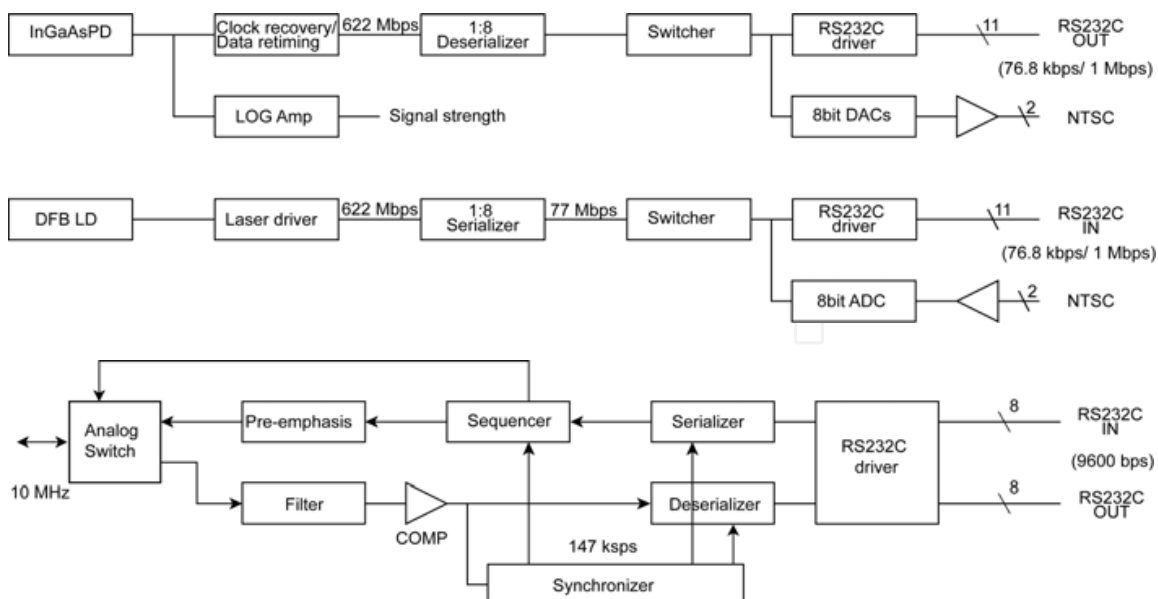 InGaAsPD
Clock recovery/
Data retiming
622 Mbps
1:8
Deserializer
Switcher
RS232C
driver
11
RS232C
OUT
(76.8 kbps/ 1 Mbps)
LOG Amp
Signal strength
8bit DACs
2
NTSC
DFB LD
Laser driver
622 Mbps
1:8
Serializer
77 Mbps
Switcher
RS232C
driver
11
RS232C
IN
(76.8 kbps/ 1 Mbps)
8bit ADC
2
NTSC
Analog
Switch
10 MHz
Pre-emphasis
Sequencer
Serializer
RS232C
driver
8
RS232C
IN
(9600 bps)
Filter
COMP
Deserializer
8
RS232C
OUT
147 ksps
Synchronizer